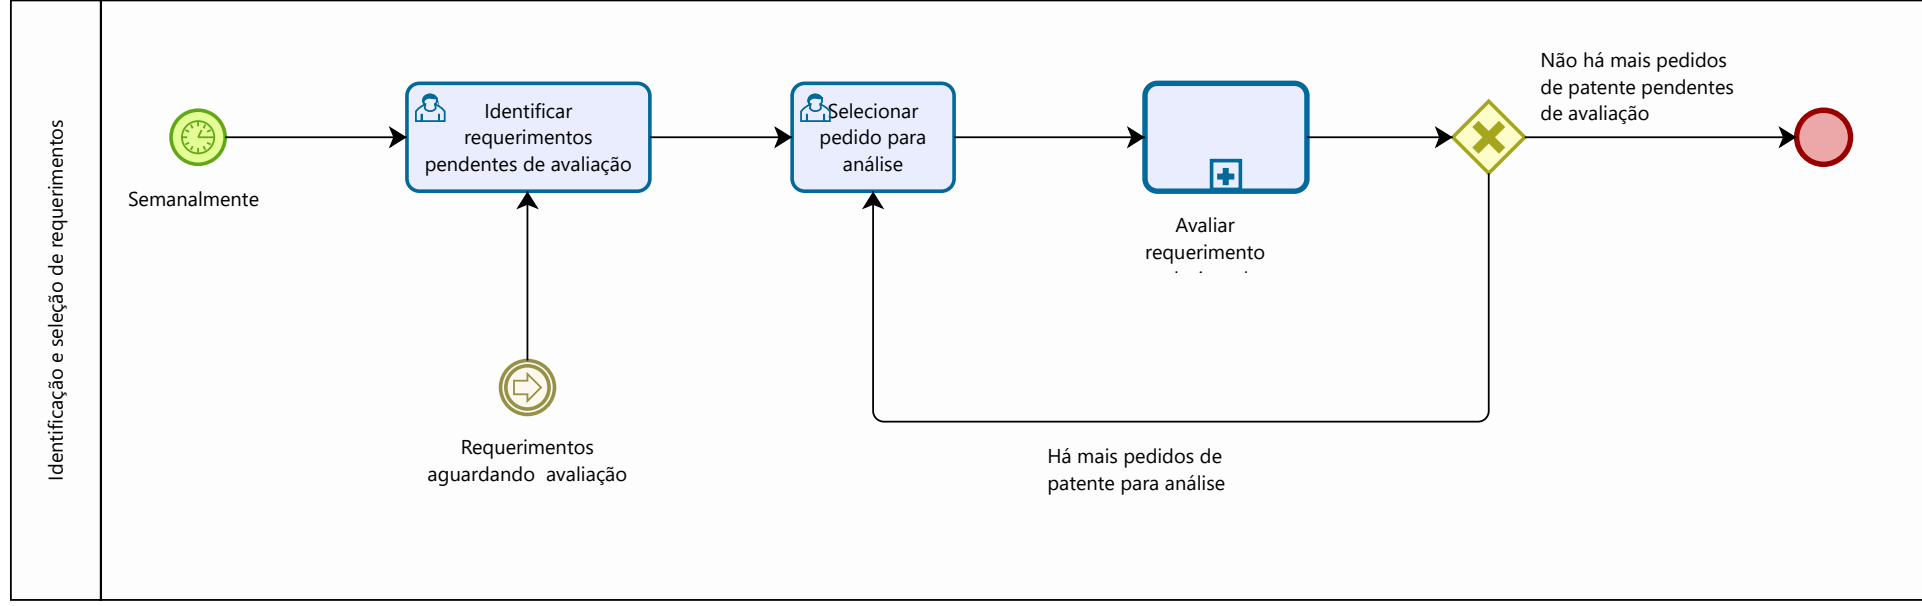 Identificação e seleção de requerimentos
Semanalmente
Identificar
requerimentos
pendentes de avaliação
Requerimentos
aguardando avaliação
Selecionar
pedido para
análise
Avaliar
requerimento
Há mais pedidos de
patente para análise
Não há mais pedidos
de patente pendentes
de avaliação